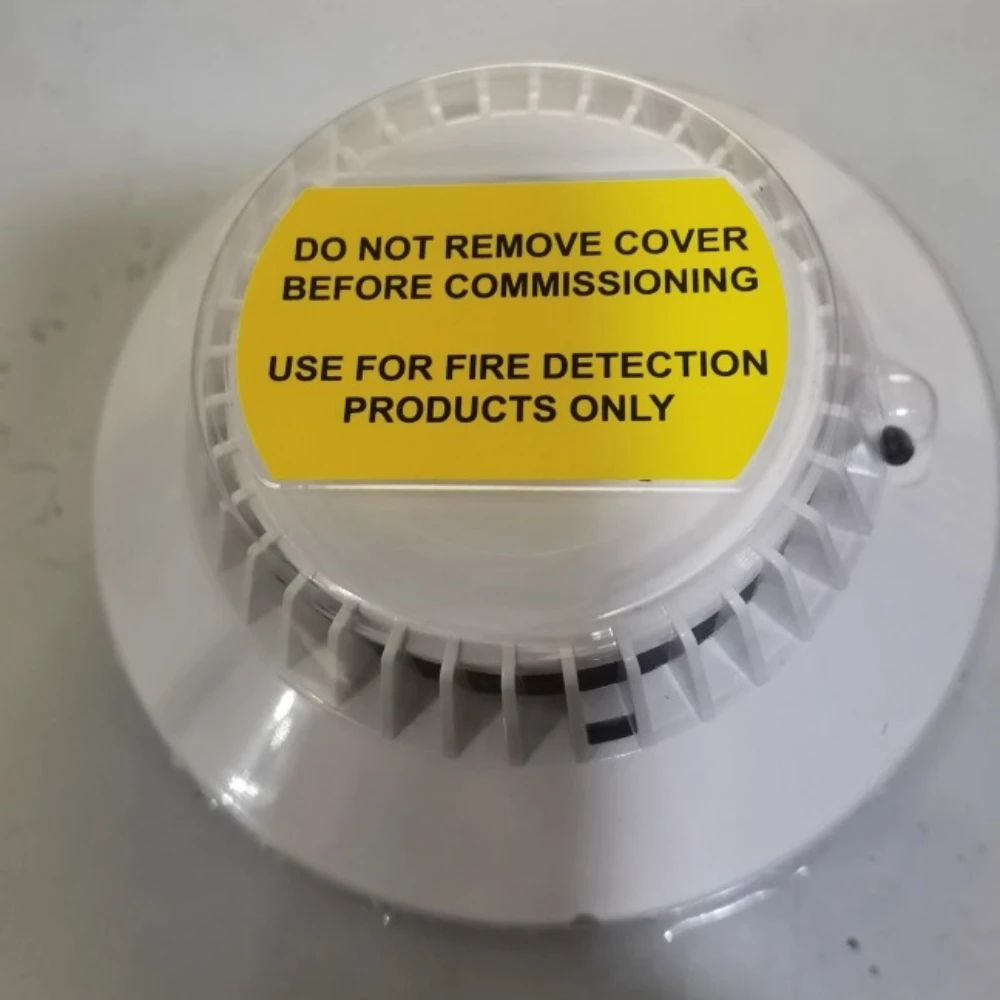 DO NOT REMOVE COVER
BEFORE COMMISSIONING
USE FOR FIRE DETECTION
PRODUCTS ONLY